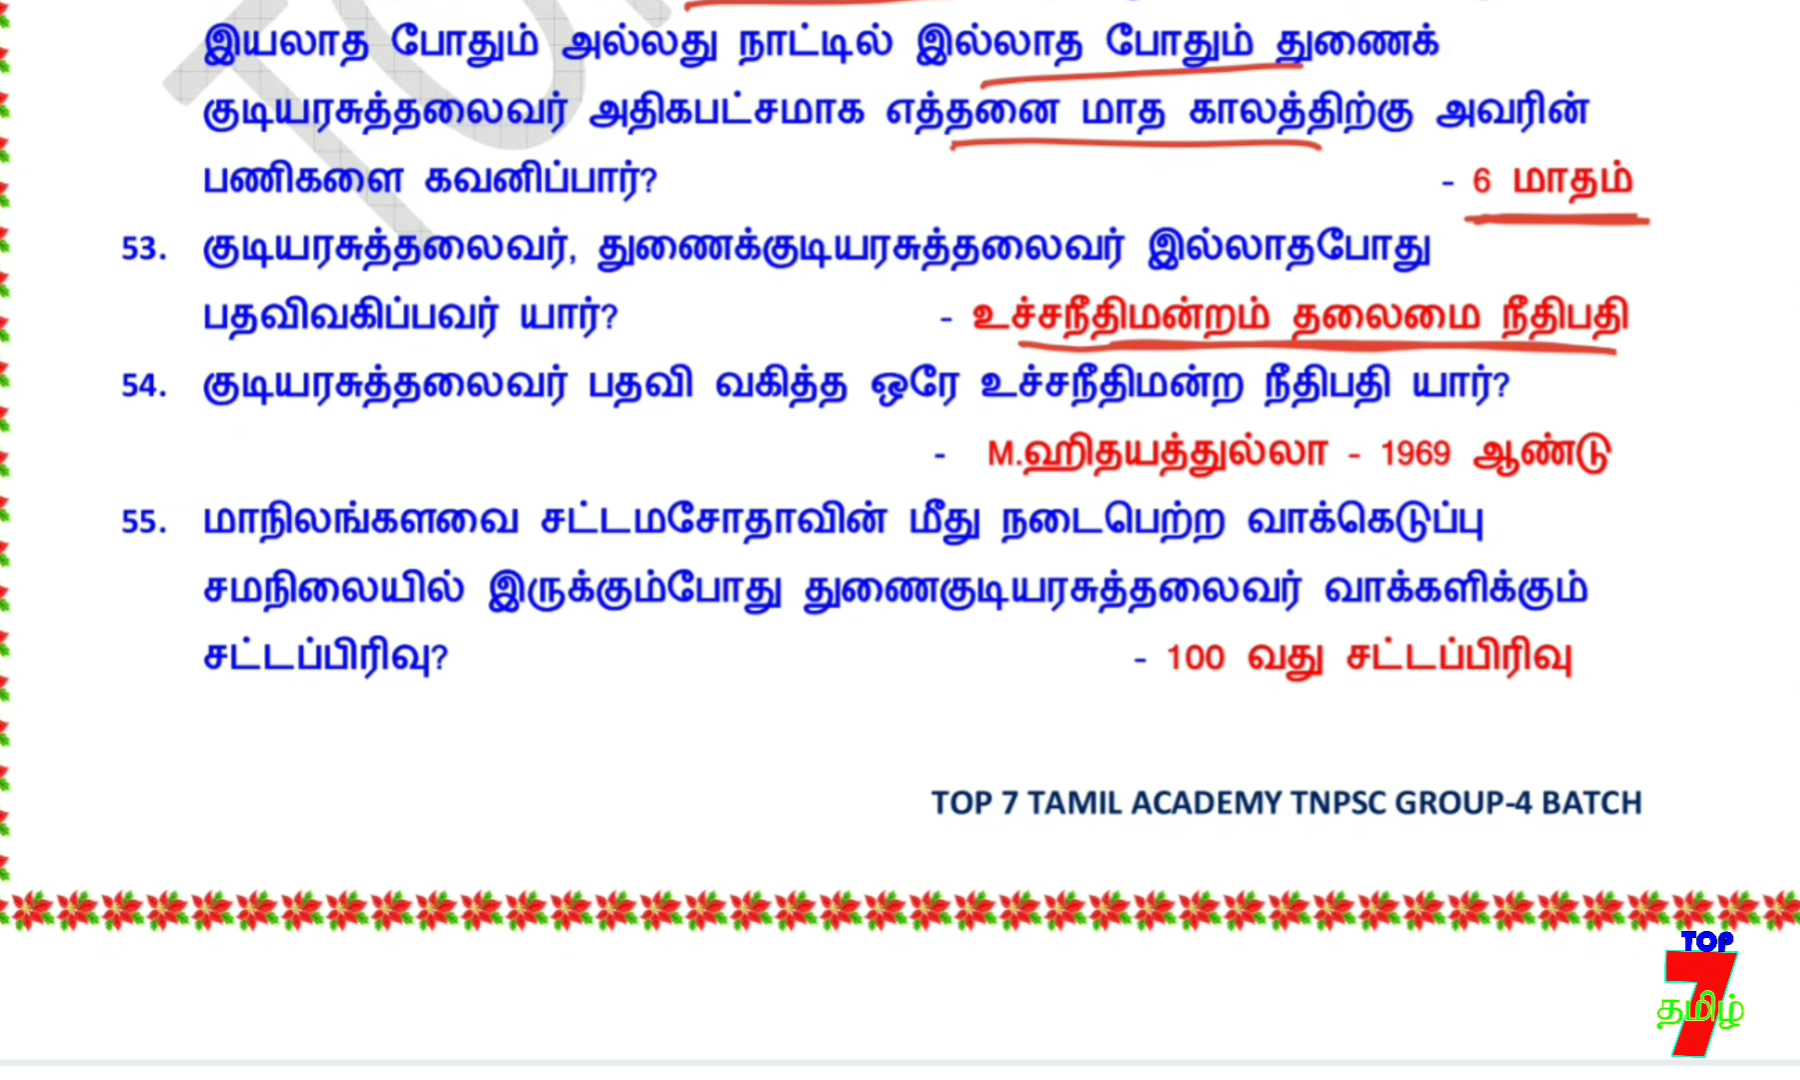 இயலாத போதும் அல்லது நாட்டில் இல்லாத போதும் துணைக்
குடியரசுத்தலைவர் அதிகபட்சமாக எத்தனை மாத காலத்திற்கு அவரின்
பணிகளை கவனிப்பார்? - 6 மாதம்
53. குடியரசுத்தலைவர், துணைக்குடியரசுத்தலைவர் இல்லாதபோது
பதவிவகிப்பவர் யார்? - உச்சநீதிமன்றம் தலைமை நீதிபதி
54. குடியரசுத்தலைவர் பதவி வகித்த ஒரே உச்சநீதிமன்ற நீதிபதி யார்?
- M.ஹிதயத்துல்லா - 1969 ஆண்டு
55. மாநிலங்களவை சட்டமசோதாவின் மீது நடைபெற்ற வாக்கெடுப்பு
சமநிலையில் இருக்கும்போது துணைகுடியரசுத்தலைவர் வாக்களிக்கும்
சட்டப்பிரிவு? - 100 வது சட்டப்பிரிவு
TOP 7 TAMIL ACADEMY TNPSC GROUP-4 BATCH
TOP
7
தமிழ்